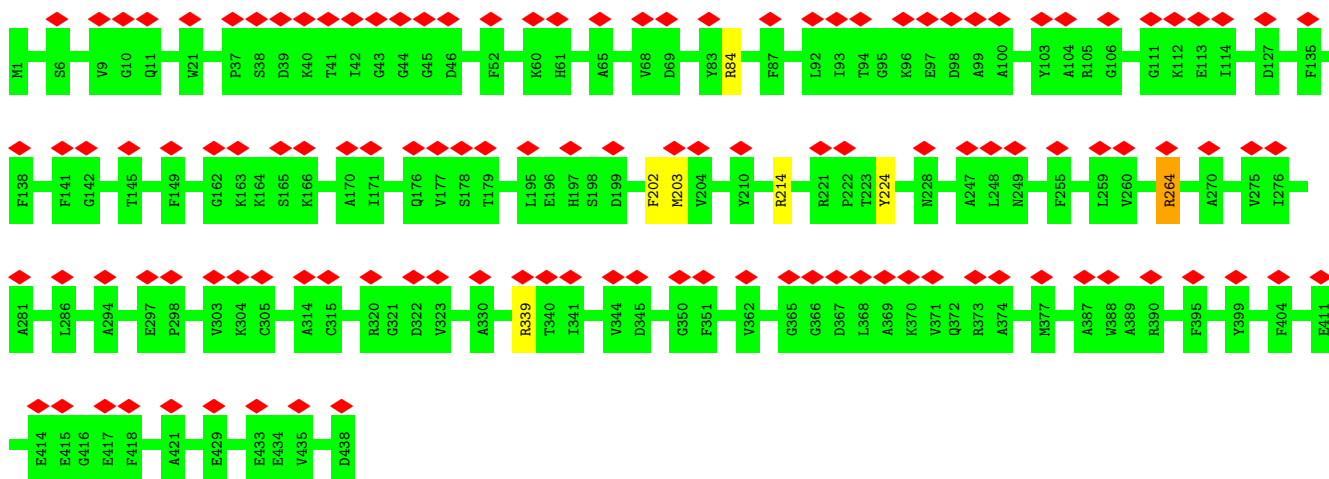 M1 S6 V9 G10 Q11 W21 P37 S38 D39 K40 T41 I42 G43 G44 G45 D46 F52 K60 H61 A65 V68 D69 Y83 R84 F87 L92 I93 T94 G95 K96 E97 D98 A99 A100 Y103 A104 R105 G106 G111 K112 E113 I114 D127 F135
F138 F141 G142 T145 F149 G162 K163 K164 S165 K166 A170 I171 Q176 V177 S178 T179 L195 E196 H197 S198 D199 F202 M203 V204 Y210 R214 R221 P222 T223 Y224 N228 A247 L248 N249 F255 L259 V260 R264 A270 V275 I276
A281 L286 A294 E297 P298 V303 K304 G305 A314 C315 R320 G321 D322 V323 A330 R339 T340 I341 V344 D345 G350 F351 V362 G365 G366 D367 L368 A369 K370 V371 Q372 R373 A374 M377 A387 W388 A389 R390 F395 Y399 F404 E411
E414 E415 G416 E417 F418 A421 E429 E433 E434 V435 D438